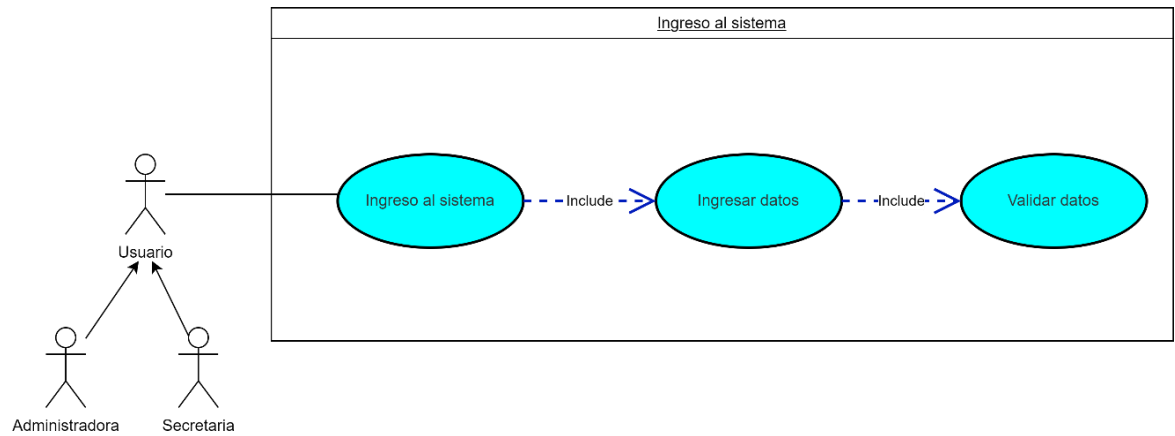 Ingreso al sistema
Ingreso al sistema
Include
Ingresar datos
Include
Validar datos
Usuario
Administradora
Secretaria